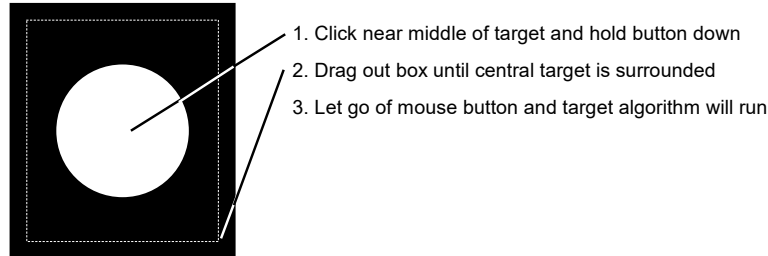 1. Click near middle of target and hold button down
2. Drag out box until central target is surrounded
3. Let go of mouse button and target algorithm will run